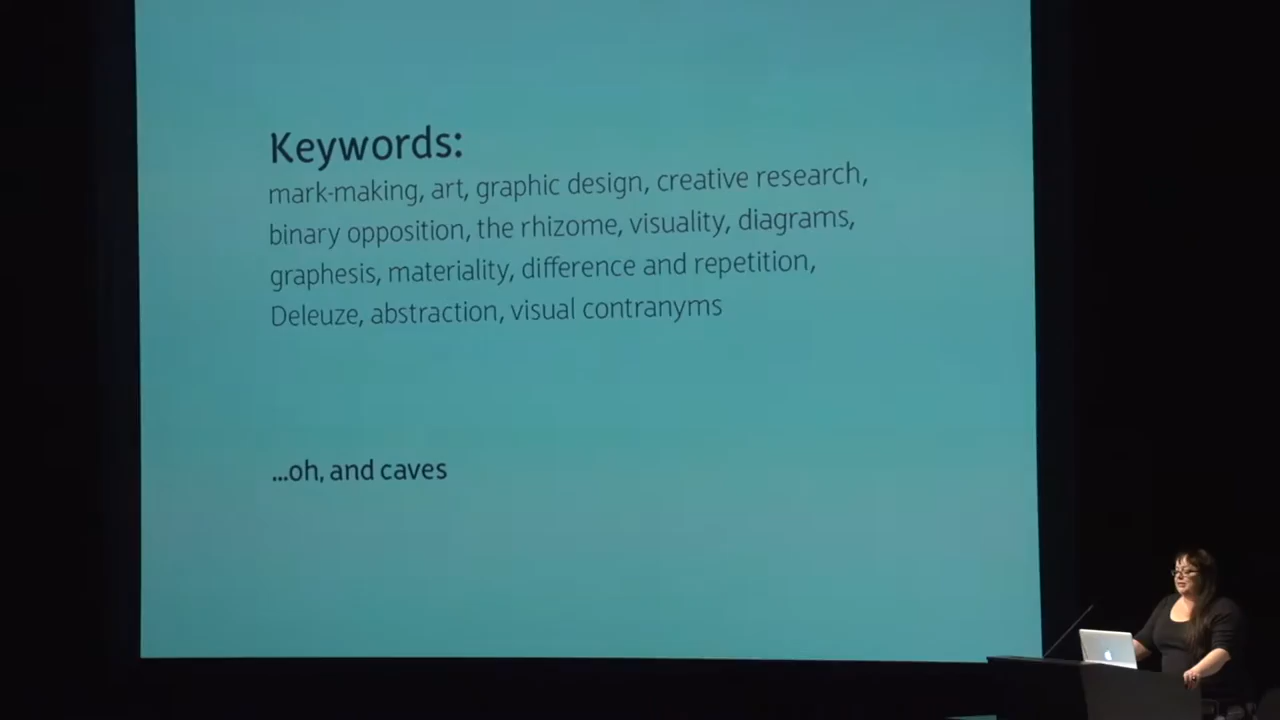 Keywords:
mark-making, art, graphic design, creative research,
binary opposition, the rhizome, visuality, diagrams,
graphesis, materiality, difference and repetition,
Deleuze, abstraction, visual contranyms
...oh, and caves